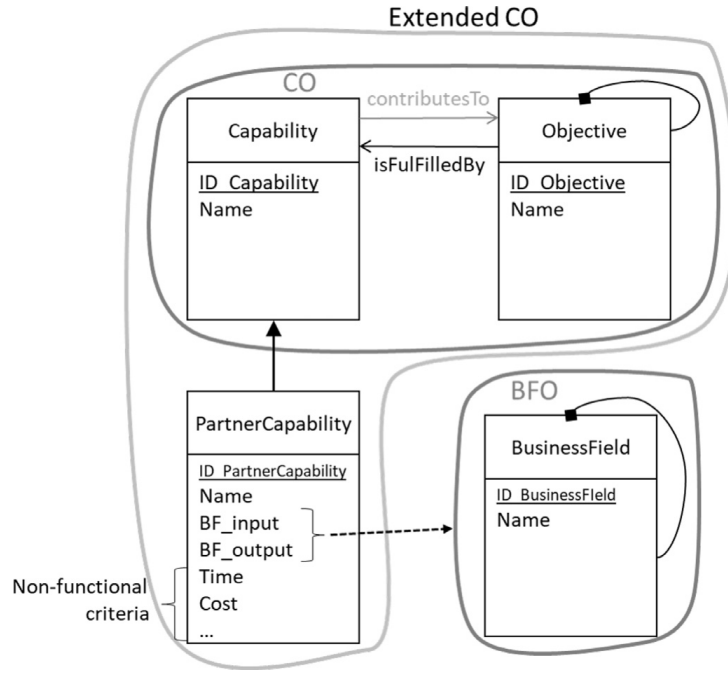 Extended CO
CO
contributesTo
Capability
Objective
isFulFilledBy
ID_Capability
Name
ID_Objective
Name
BFO
PartnerCapability
BusinessField
ID_PartnerCapability
Name
BF_input
BF_output
Time
Cost
...
ID_BusinessFIeld
Name
Non-functional
criteria